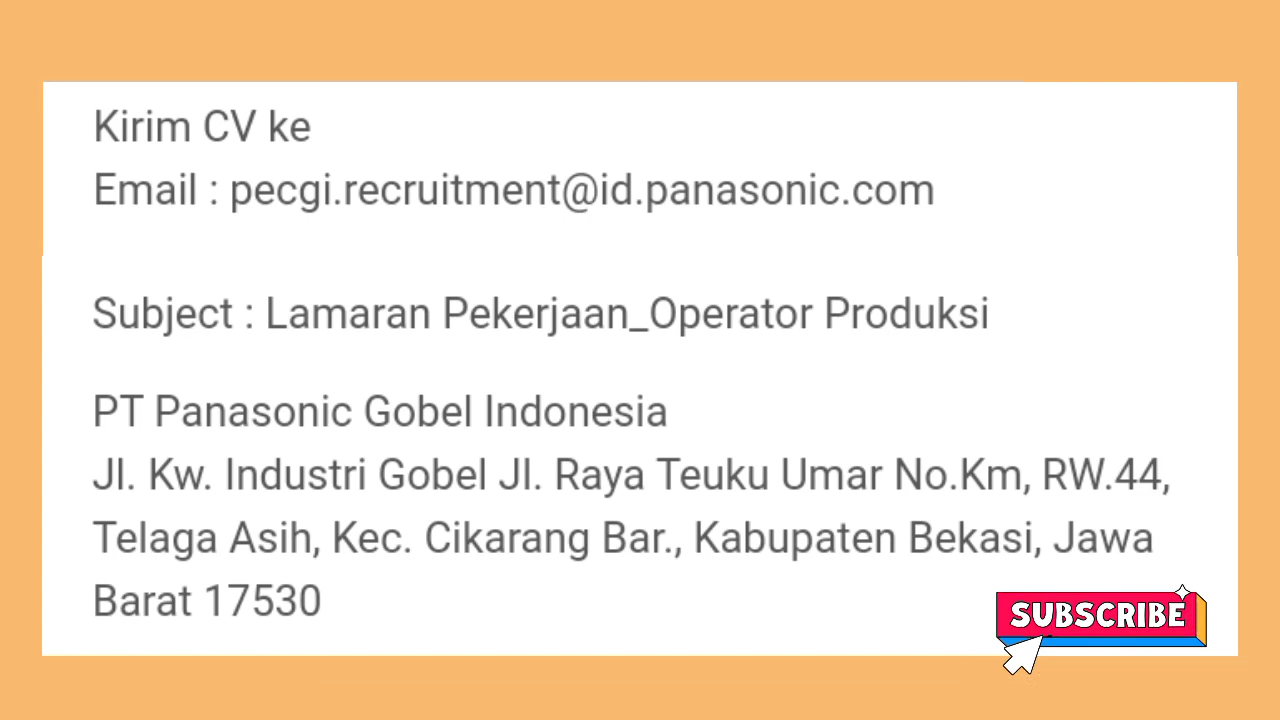 Kirim CV ke
Email : pecgi.recruitment@id.panasonic.com
Subject : Lamaran Pekerjaan_Operator Produksi
PT Panasonic Gobel Indonesia
Jl. Kw. Industri Gobel Jl. Raya Teuku Umar No.Km, RW.44,
Telaga Asih, Kec. Cikarang Bar., Kabupaten Bekasi, Jawa
Barat 17530
SUBSCRIBE